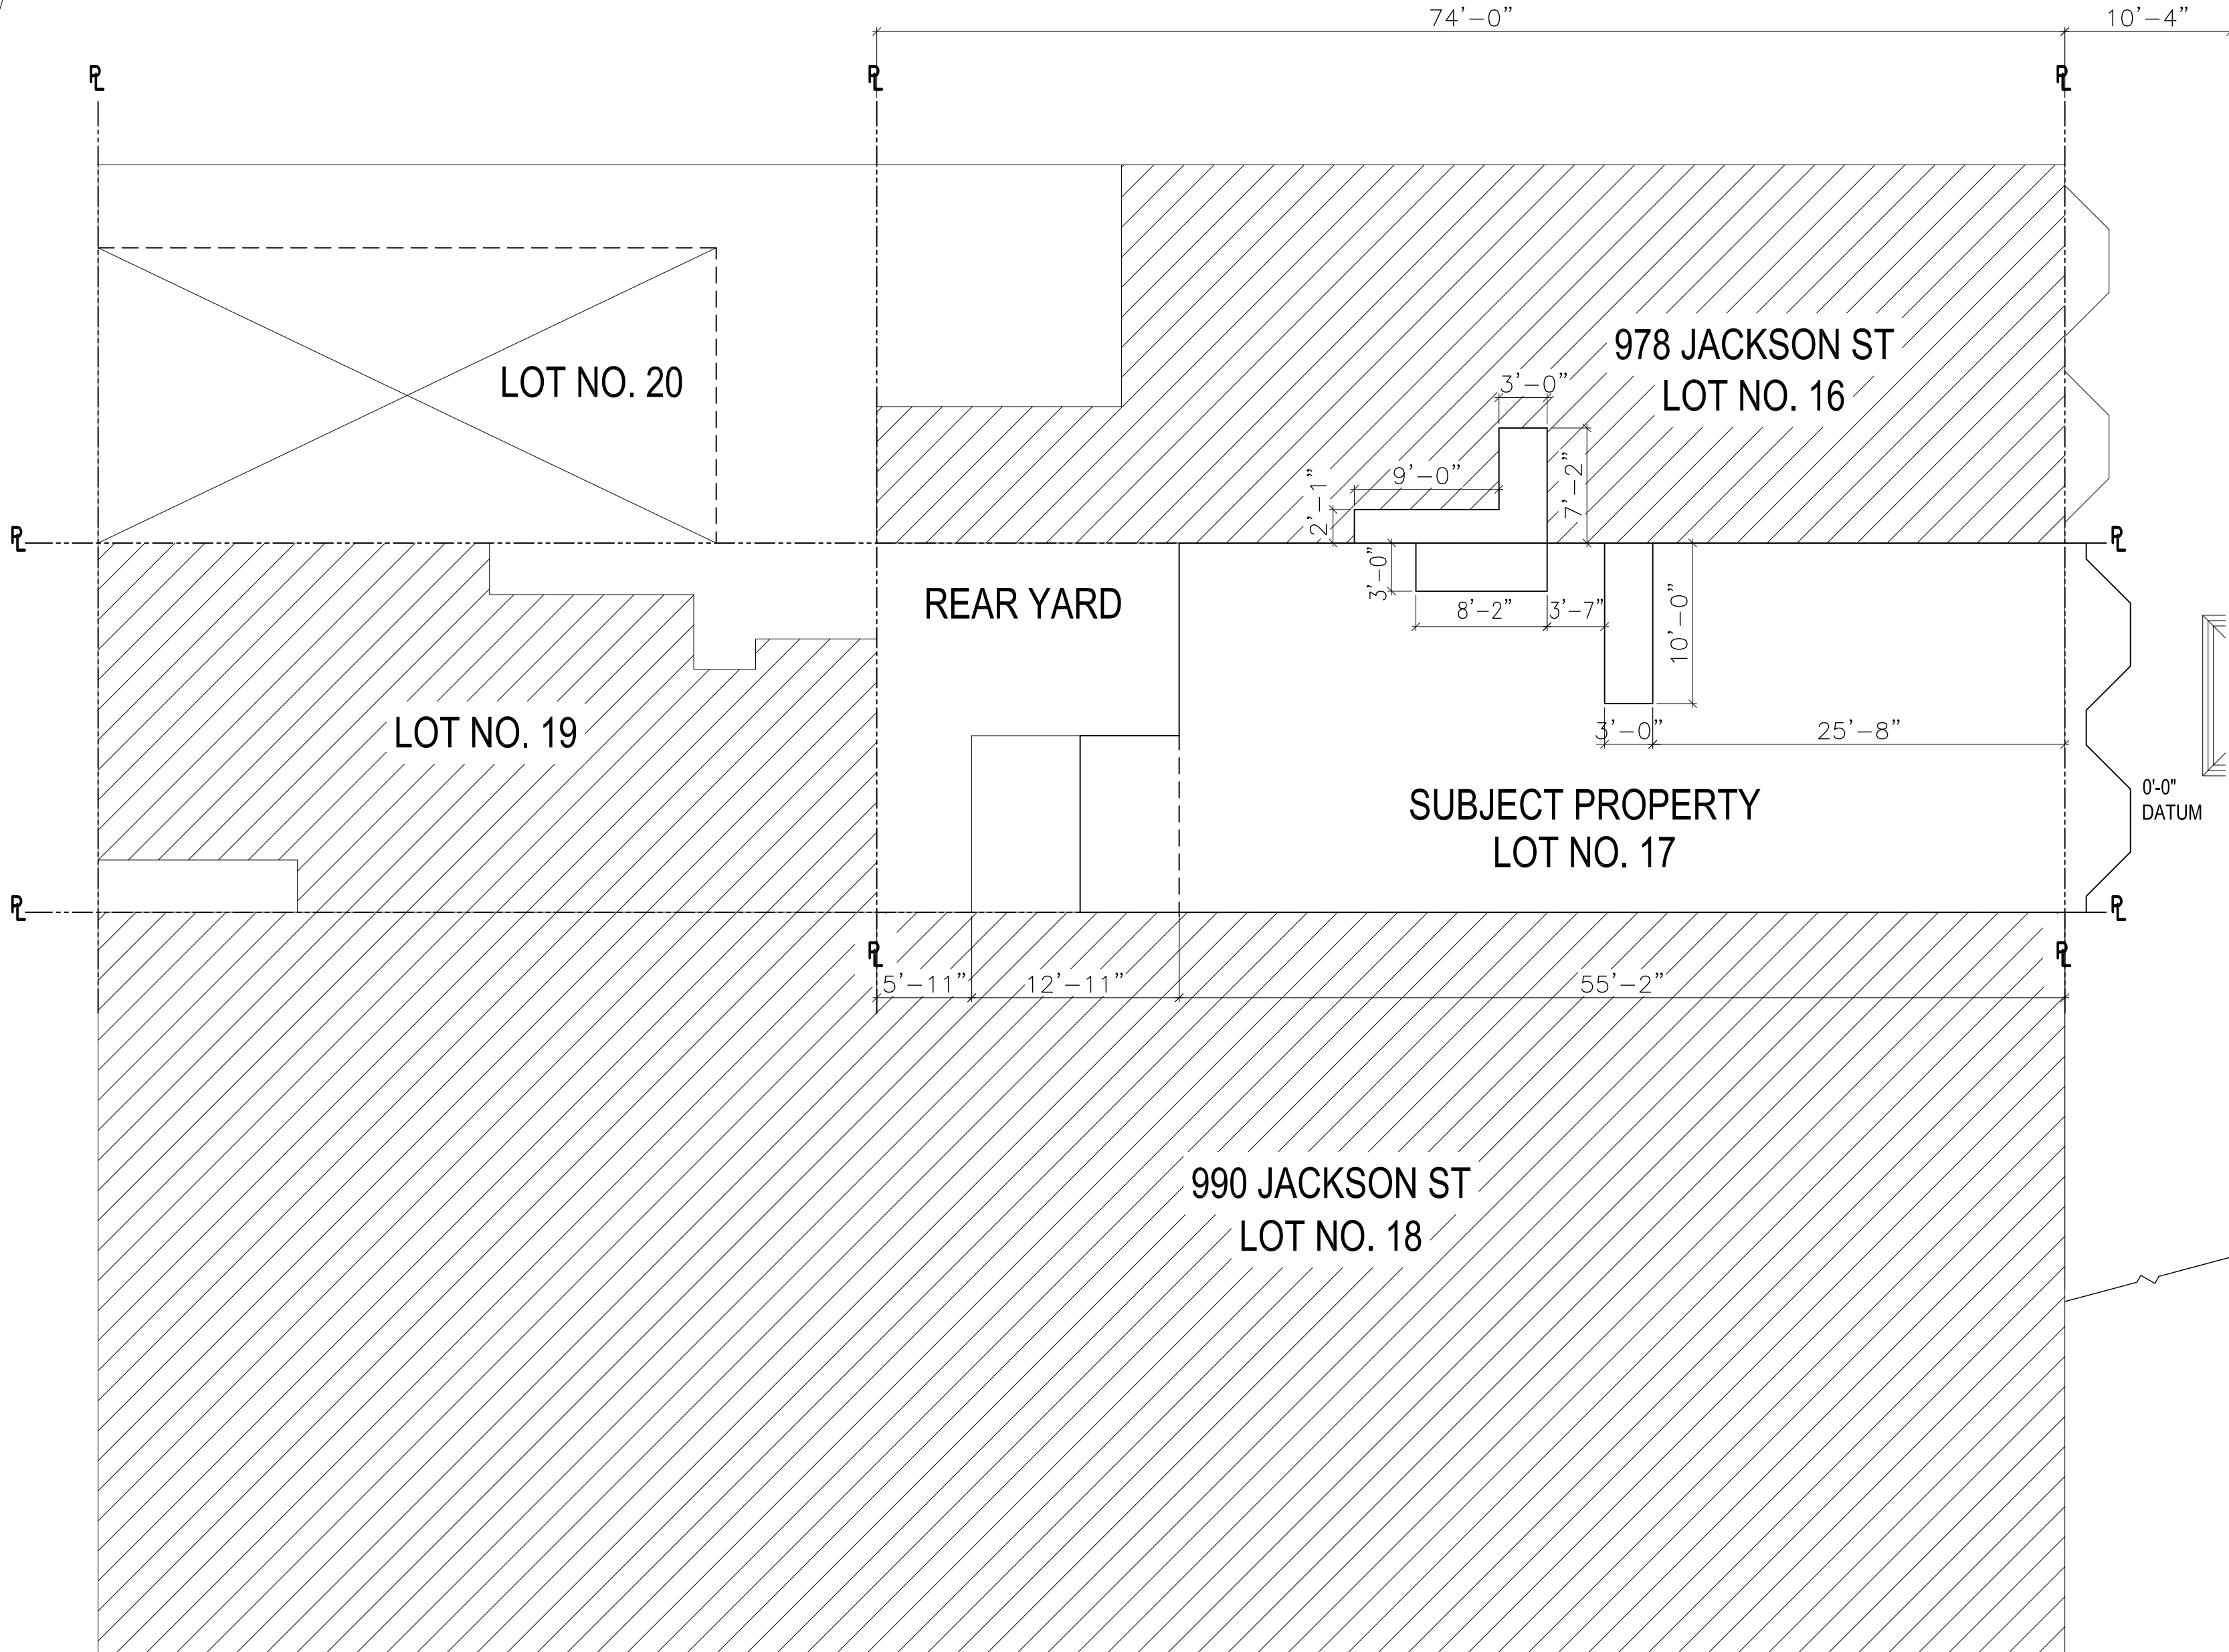 74'-0"
10'-4"
PL
PL
PL
978 JACKSON ST
LOT NO. 16
LOT NO. 20
3'-0"
9'-0"
7'-2"
2'-1"
PL
PL
3'-0"
REAR YARD
8'-2"
3'-7"
10'-0"
LOT NO. 19
3'-0"
25'-8"
0'-0"
DATUM
SUBJECT PROPERTY
LOT NO. 17
PL
PL
PL
PL
5'-11"
12'-11"
55'-2"
990 JACKSON ST
LOT NO. 18